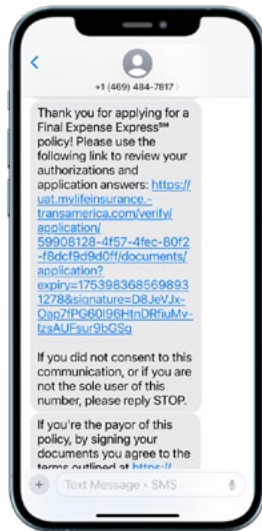 +1 (469) 484-7817
Thank you for applying for a
Final Expense Express℠
policy! Please use the
following link to review your
authorizations and
application answers: https://
uat.mylifeinsurance.-
transamerica.com/verify/
application/
59908128-4f57-4fec-80f2
-f8dcf9d9d0ff/documents/
application?
expiry=175398368569893
1278&signature=D8JeVJx-
Oap7fPG60I96HtnDRfiuMv-
IzsAUFsur9bGSg
If you did not consent to this
communication, or if you are
not the sole user of this
number, please reply STOP.
If you're the payor of this
policy, by signing your
documents you agree to the
terms outlined at https://
Text Message • SMS